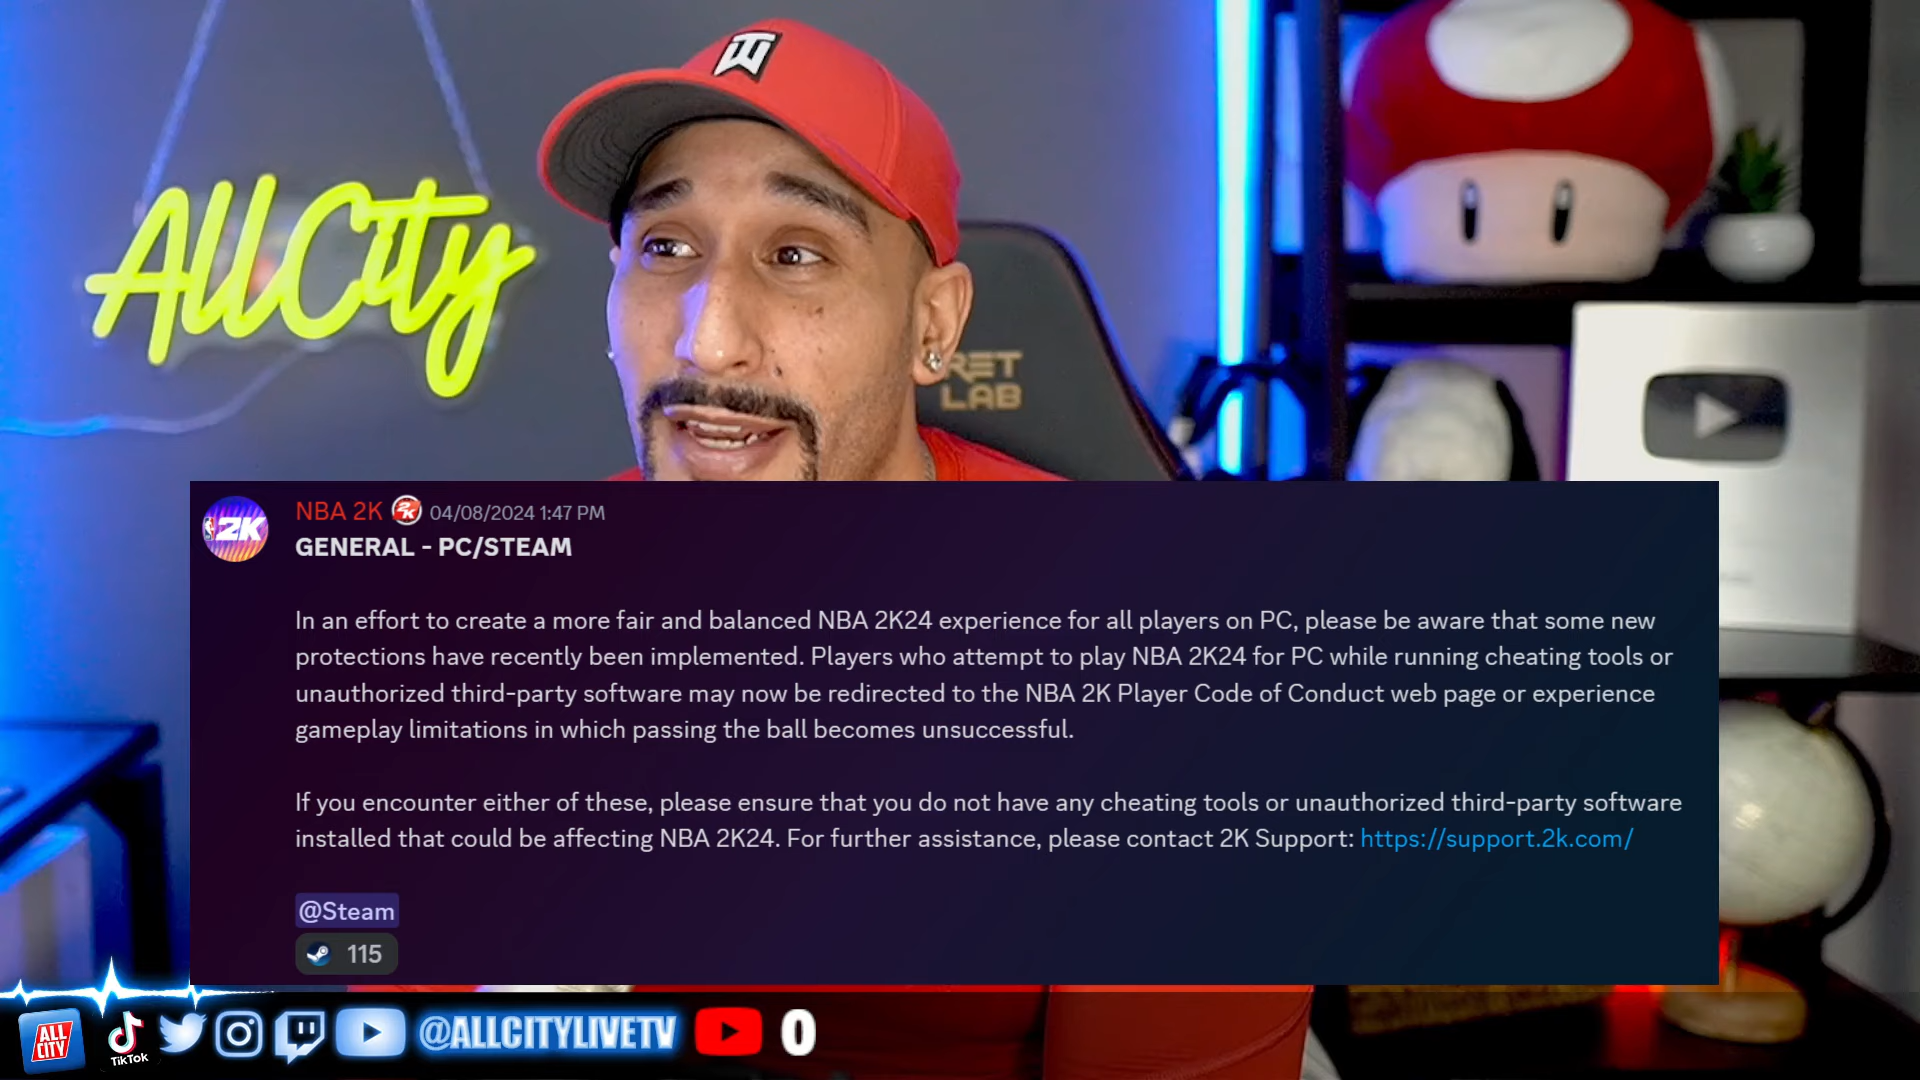 AllCity
RET
LAB
NBA 2K 2K 04/08/2024 1:47 PM
2K
GENERAL - PC/STEAM
In an effort to create a more fair and balanced NBA 2K24 experience for all players on PC, please be aware that some new
protections have recently been implemented. Players who attempt to play NBA 2K24 for PC while running cheating tools or
unauthorized third-party software may now be redirected to the NBA 2K Player Code of Conduct web page or experience
gameplay limitations in which passing the ball becomes unsuccessful.
If you encounter either of these, please ensure that you do not have any cheating tools or unauthorized third-party software
installed that could be affecting NBA 2K24. For further assistance, please contact 2K Support: https://support.2k.com/
@Steam
115
ALL
CITY
TikTok
@ALLCITYLIVETV
0